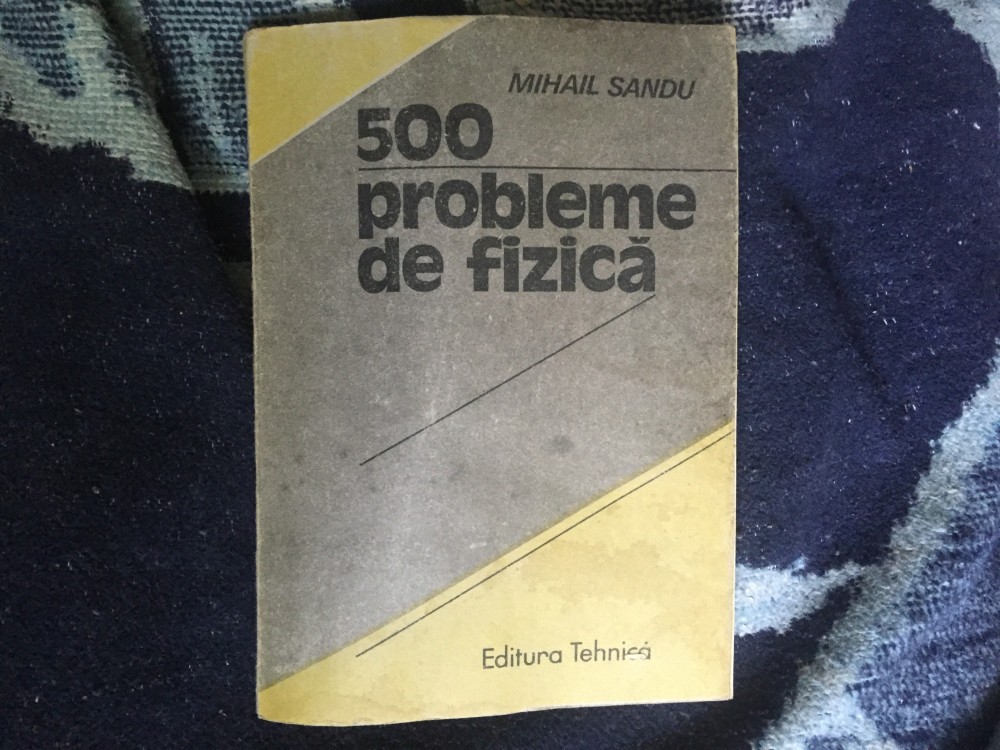 MIHAIL SANDU
500
probleme
de fizică
Editura Tehnică